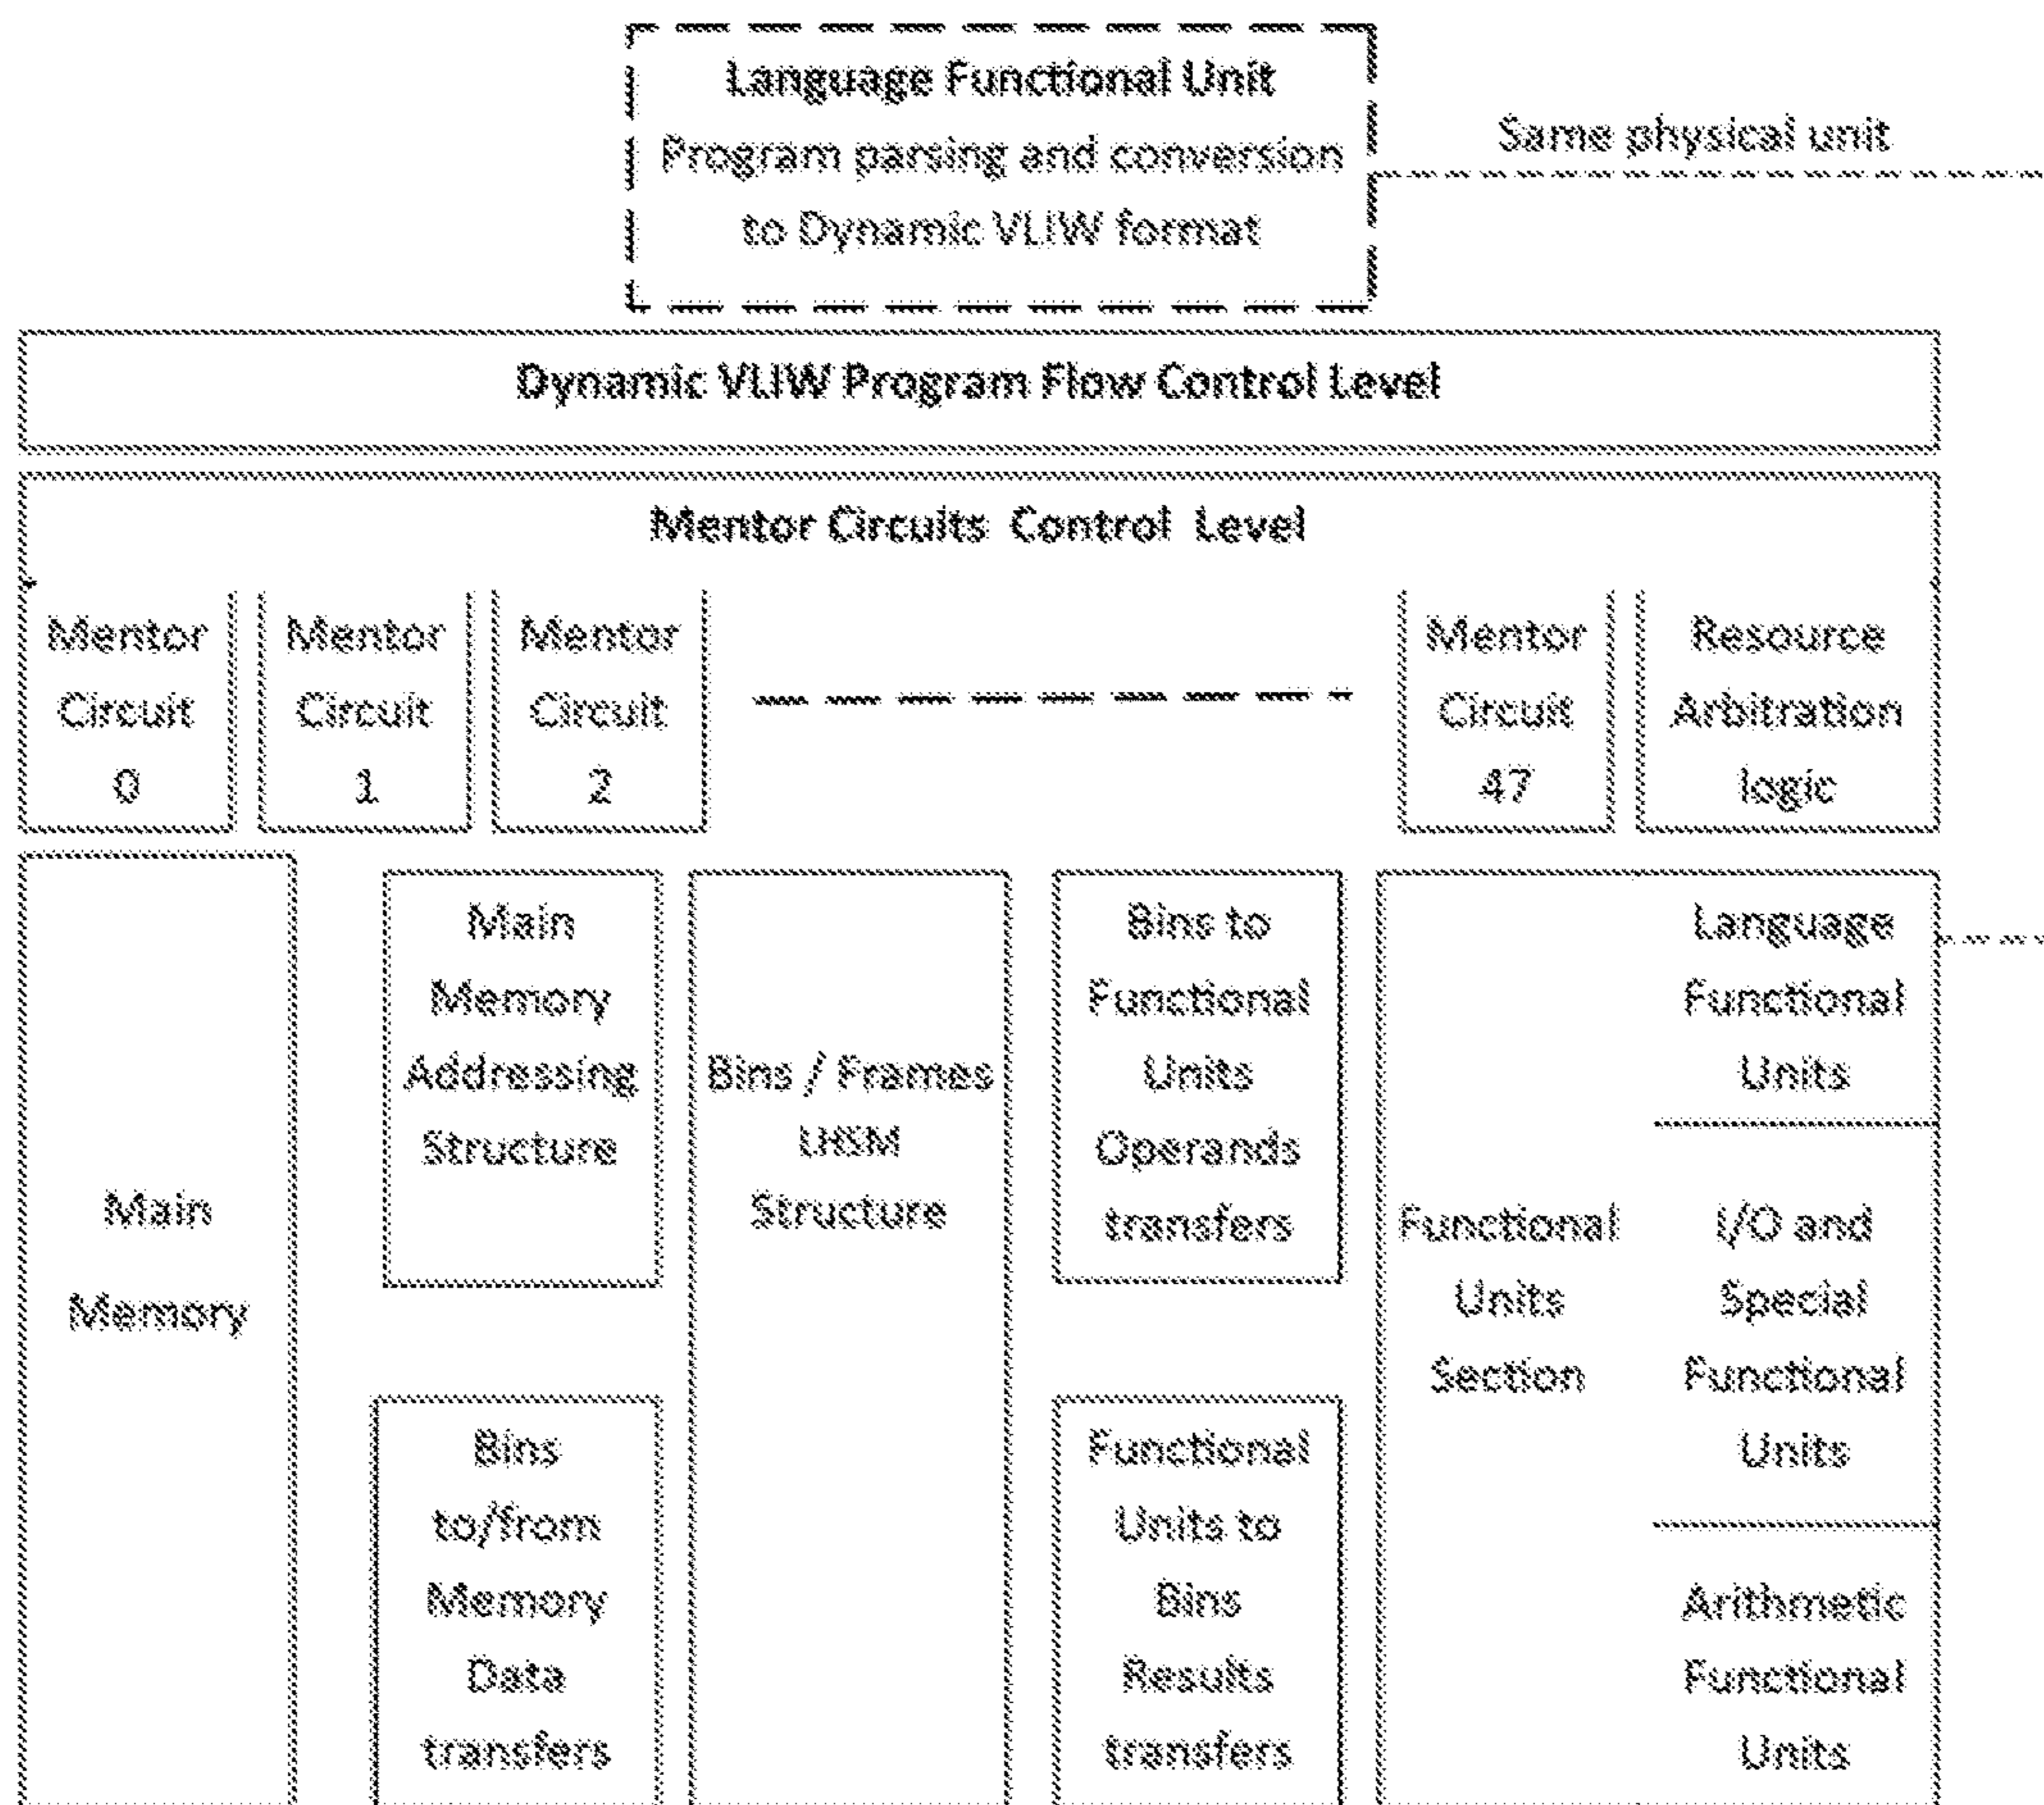 Language Functional Unit
Program parsing and conversion
to Dynamic VLIW format
Same physical unit
Dynamic VLIW Program Flow Control Level
Mentor Circuits Control Level
Mentor
Circuit
0
Mentor
Circuit
1
Mentor
Circuit
2
Mentor
Circuit
47
Resource
Arbitration
logic
Main
Memory
Main
Memory
Addressing
Structure
Bins
to/from
Memory
Data
transfers
Bins / Frames
LHSM
Structure
Bins to
Functional
Units
Operands
transfers
Functional
Units to
Bins
Results
transfers
Functional
Units
Section
Language
Functional
Units
I/O and
Special
Functional
Units
Arithmetic
Functional
Units